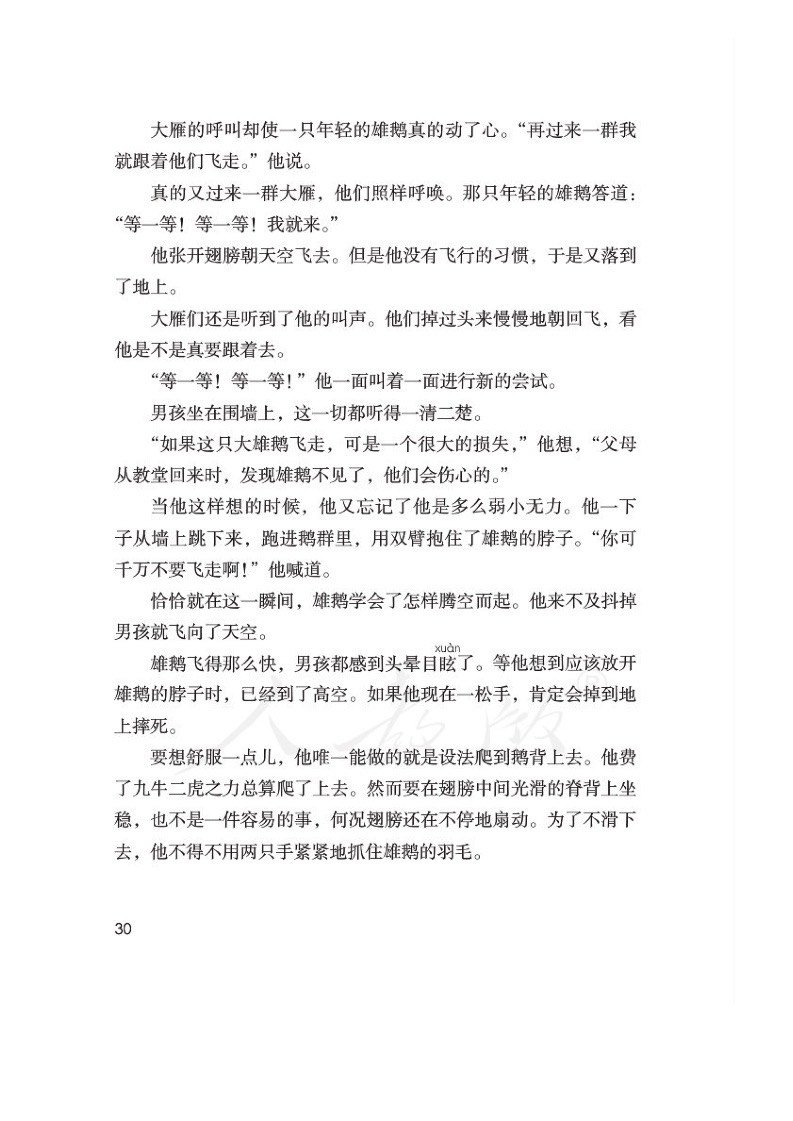 大雁的呼叫却使一只年轻的雄鹅真的动了心。“再过来一群我
就跟着他们飞走。”他说。
真的又过来一群大雁，他们照样呼唤。那只年轻的雄鹅答道：
“等一等！等一等！我就来。”
他张开翅膀朝天空飞去。但是他没有飞行的习惯，于是又落到
了地上。
大雁们还是听到了他的叫声。他们掉过头来慢慢地朝回飞，看
他是不是真要跟着去。
“等一等！等一等！”他一面叫着一面进行新的尝试。
男孩坐在围墙上，这一切都听得一清二楚。
“如果这只大雄鹅飞走，可是一个很大的损失，”他想，“父母
从教堂回来时，发现雄鹅不见了，他们会伤心的。”
当他这样想的时候，他又忘记了他是多么弱小无力。他一下
子从墙上跳下来，跑进鹅群里，用双臂抱住了雄鹅的脖子。“你可
千万不要飞走啊！”他喊道。
恰恰就在这一瞬间，雄鹅学会了怎样腾空而起。他来不及抖掉
男孩就飞向了天空。
xuàn
雄鹅飞得那么快，男孩都感到头晕目眩了。等他想到应该放开
雄鹅的脖子时，已经到了高空。如果他现在一松手，肯定会掉到地
上摔死。
人教版®
要想舒服一点儿，他唯一能做的就是设法爬到鹅背上去。他费
了九牛二虎之力总算爬了上去。然而要在翅膀中间光滑的脊背上坐
稳，也不是一件容易的事，何况翅膀还在不停地扇动。为了不滑下
去，他不得不用两只手紧紧地抓住雄鹅的羽毛。
30